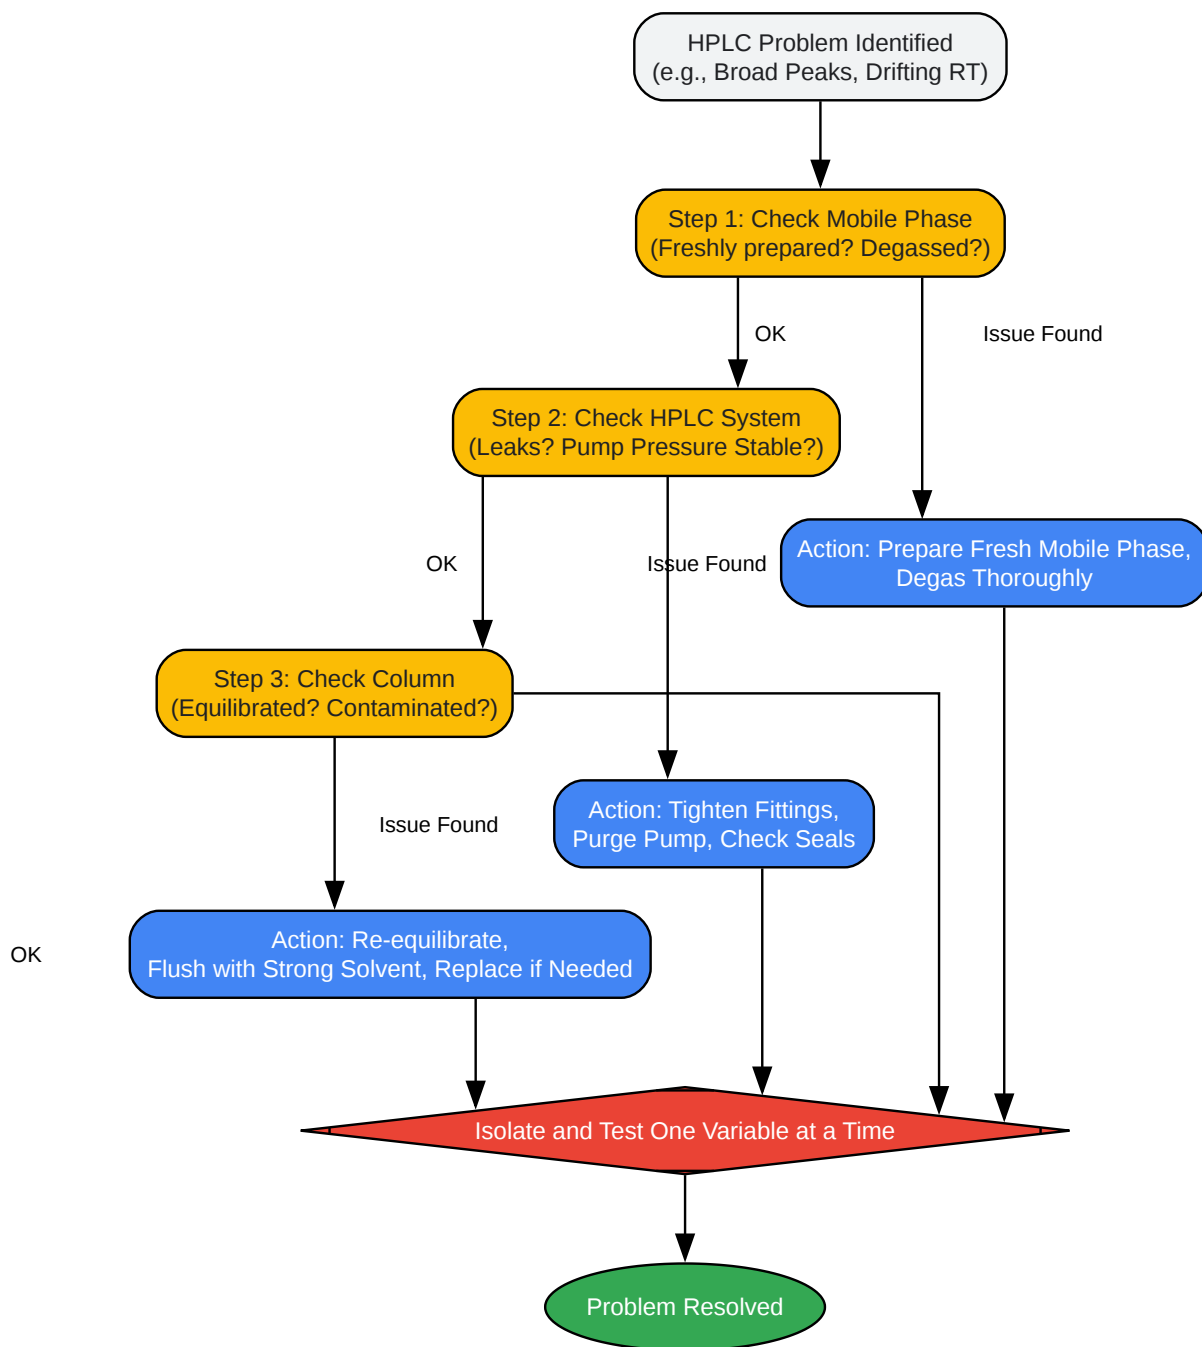 HPLC Problem Identified
(e.g., Broad Peaks, Drifting RT)
Step 1: Check Mobile Phase
(Freshly prepared? Degassed?)
OK
Issue Found
Step 2: Check HPLC System
(Leaks? Pump Pressure Stable?)
Action: Prepare Fresh Mobile Phase,
Degas Thoroughly
OK
Issue Found
Step 3: Check Column
(Equilibrated? Contaminated?)
Action: Tighten Fittings,
Purge Pump, Check Seals
Issue Found
OK
Action: Re-equilibrate,
Flush with Strong Solvent, Replace if Needed
Isolate and Test One Variable at a Time
Problem Resolved